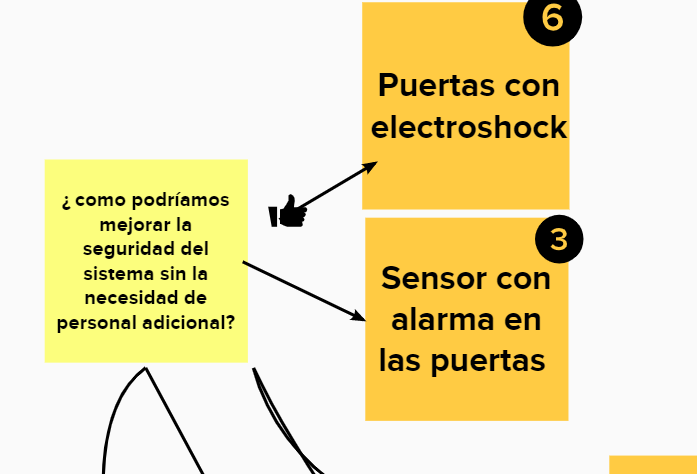 6
Puertas con
electroshock
¿ como podríamos
mejorar la
seguridad del
sistema sin la
necesidad de
personal adicional?
3
Sensor con
alarma en
las puertas